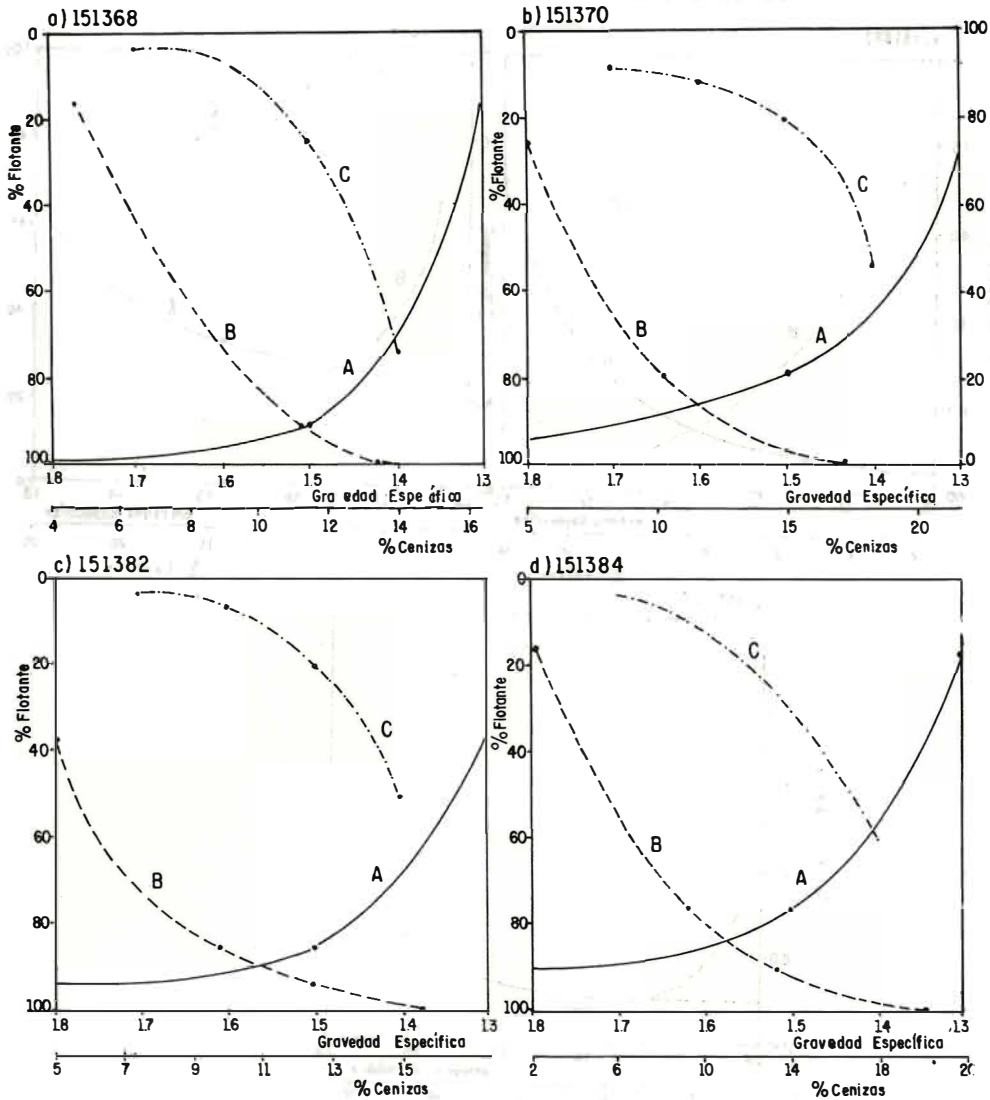 a) 151368
0
20
40
60
80
100
% Flotante
A
B
C
1.8
1.7
1.6
1.5
1.4
1.3
Gra edad Espe áfica
4
6
8
10
12
14
16
% Cenizas
b) 151370
0
20
40
60
80
100
% Flotante
A
B
C
100
80
60
40
20
0
1.8
1.7
1.6
1.5
1.4
1.3
Gravedad Específica
5
10
15
20
% Cenizas
c) 151382
0
20
40
60
80
100
% Flotante
A
B
C
1.8
1.7
1.6
1.5
1.4
1.3
Gravedad Específica
5
7
9
11
13
15
% Cenizas
d) 151384
0
20
40
60
80
100
% Flotante
A
B
C
1.8
1.7
1.6
1.5
1.4
1.3
Gravedad Específica
2
6
10
14
18
20
% Cenizas